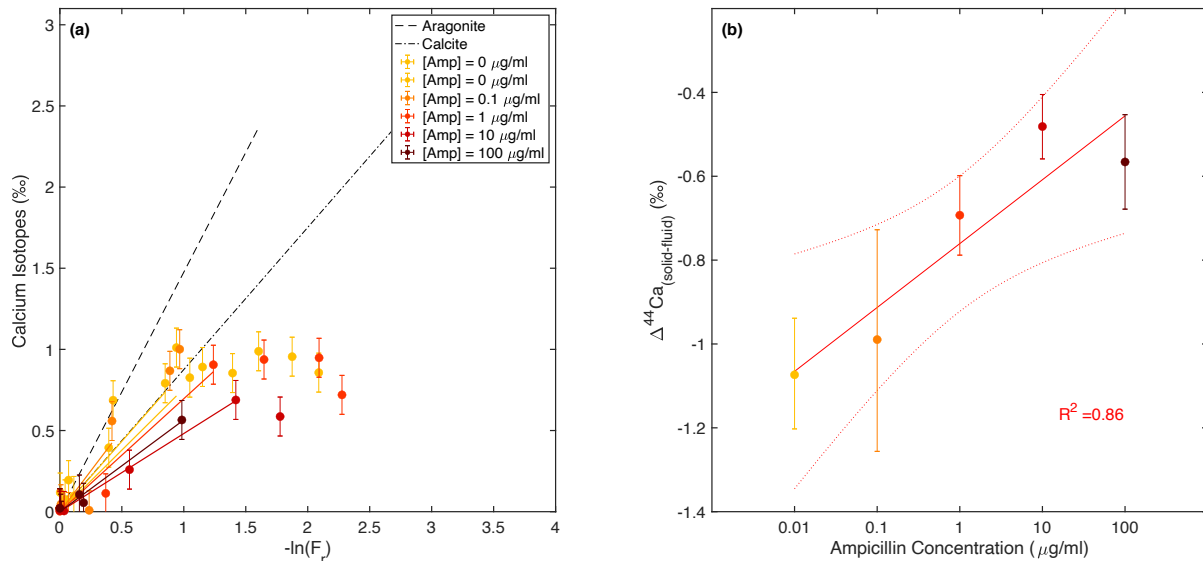 (a)
Aragonite
Calcite
[Amp] = 0 μg/ml
[Amp] = 0 μg/ml
[Amp] = 0.1 μg/ml
[Amp] = 1 μg/ml
[Amp] = 10 μg/ml
[Amp] = 100 μg/ml
3
2.5
2
1.5
1
0.5
0
0 0.5 1 1.5 2 2.5 3 3.5 4
Calcium Isotopes (‰)
-ln(F_r)
(b)
-0.4
-0.6
-0.8
-1
-1.2
-1.4
0.01 0.1 1 10 100
Δ^44Ca_(solid-fluid) (‰)
R^2 =0.86
Ampicillin Concentration ( μg/ml)